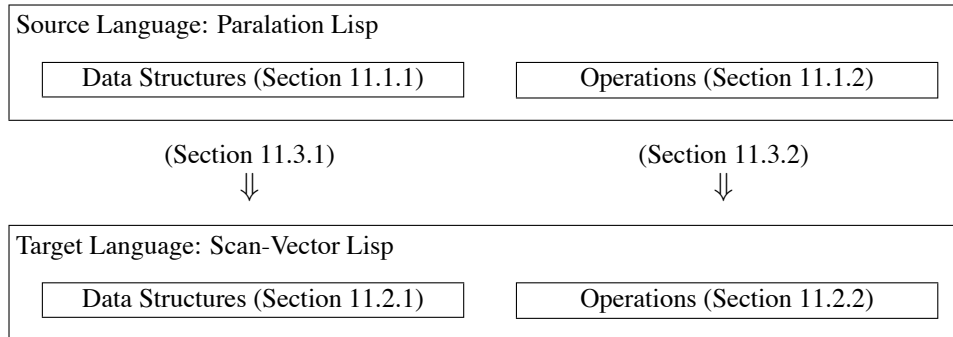 Source Language: Paralation Lisp
Data Structures (Section 11.1.1) Operations (Section 11.1.2)
(Section 11.3.1) (Section 11.3.2)
⇓ ⇓
Target Language: Scan-Vector Lisp
Data Structures (Section 11.2.1) Operations (Section 11.2.2)